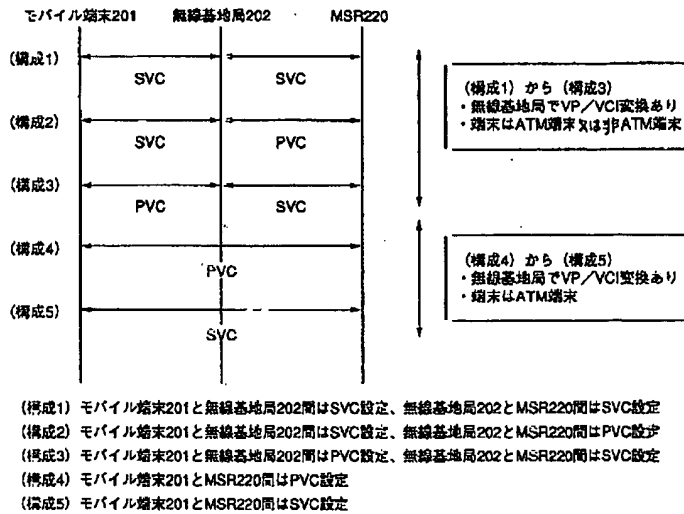 モバイル端末201 無線基地局202 MSR220
(構成1)
SVC SVC
(構成2)
SVC PVC
(構成3)
PVC SVC
(構成4)
PVC
(構成5)
SVC
(構成1) から (構成3)
・無線基地局でVP/VCI変換あり
・端末はATM端末又は非ATM端末
(構成4) から (構成5)
・無線基地局でVP/VCI変換あり
・端末はATM端末
(構成1) モバイル端末201と無線基地局202間はSVC設定、無線基地局202とMSR220間はSVC設定
(構成2) モバイル端末201と無線基地局202間はSVC設定、無線基地局202とMSR220間はPVC設定
(構成3) モバイル端末201と無線基地局202間はPVC設定、無線基地局202とMSR220間はSVC設定
(構成4) モバイル端末201とMSR220間はPVC設定
(構成5) モバイル端末201とMSR220間はSVC設定